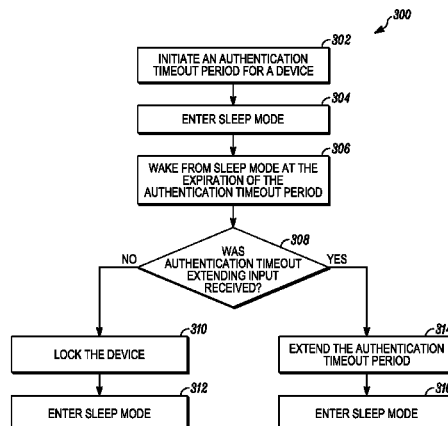 300
302
INITIATE AN AUTHENTICATION
TIMEOUT PERIOD FOR A DEVICE
304
ENTER SLEEP MODE
306
WAKE FROM SLEEP MODE AT THE
EXPIRATION OF THE
AUTHENTICATION TIMEOUT PERIOD
308
WAS
AUTHENTICATION TIMEOUT
EXTENDING INPUT
RECEIVED?
NO
YES
310
LOCK THE DEVICE
312
ENTER SLEEP MODE
314
EXTEND THE AUTHENTICATION
TIMEOUT PERIOD
316
ENTER SLEEP MODE